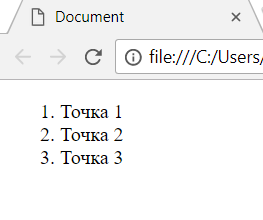 Document
file:///C:/Users/
1. Точка 1
2. Точка 2
3. Точка 3